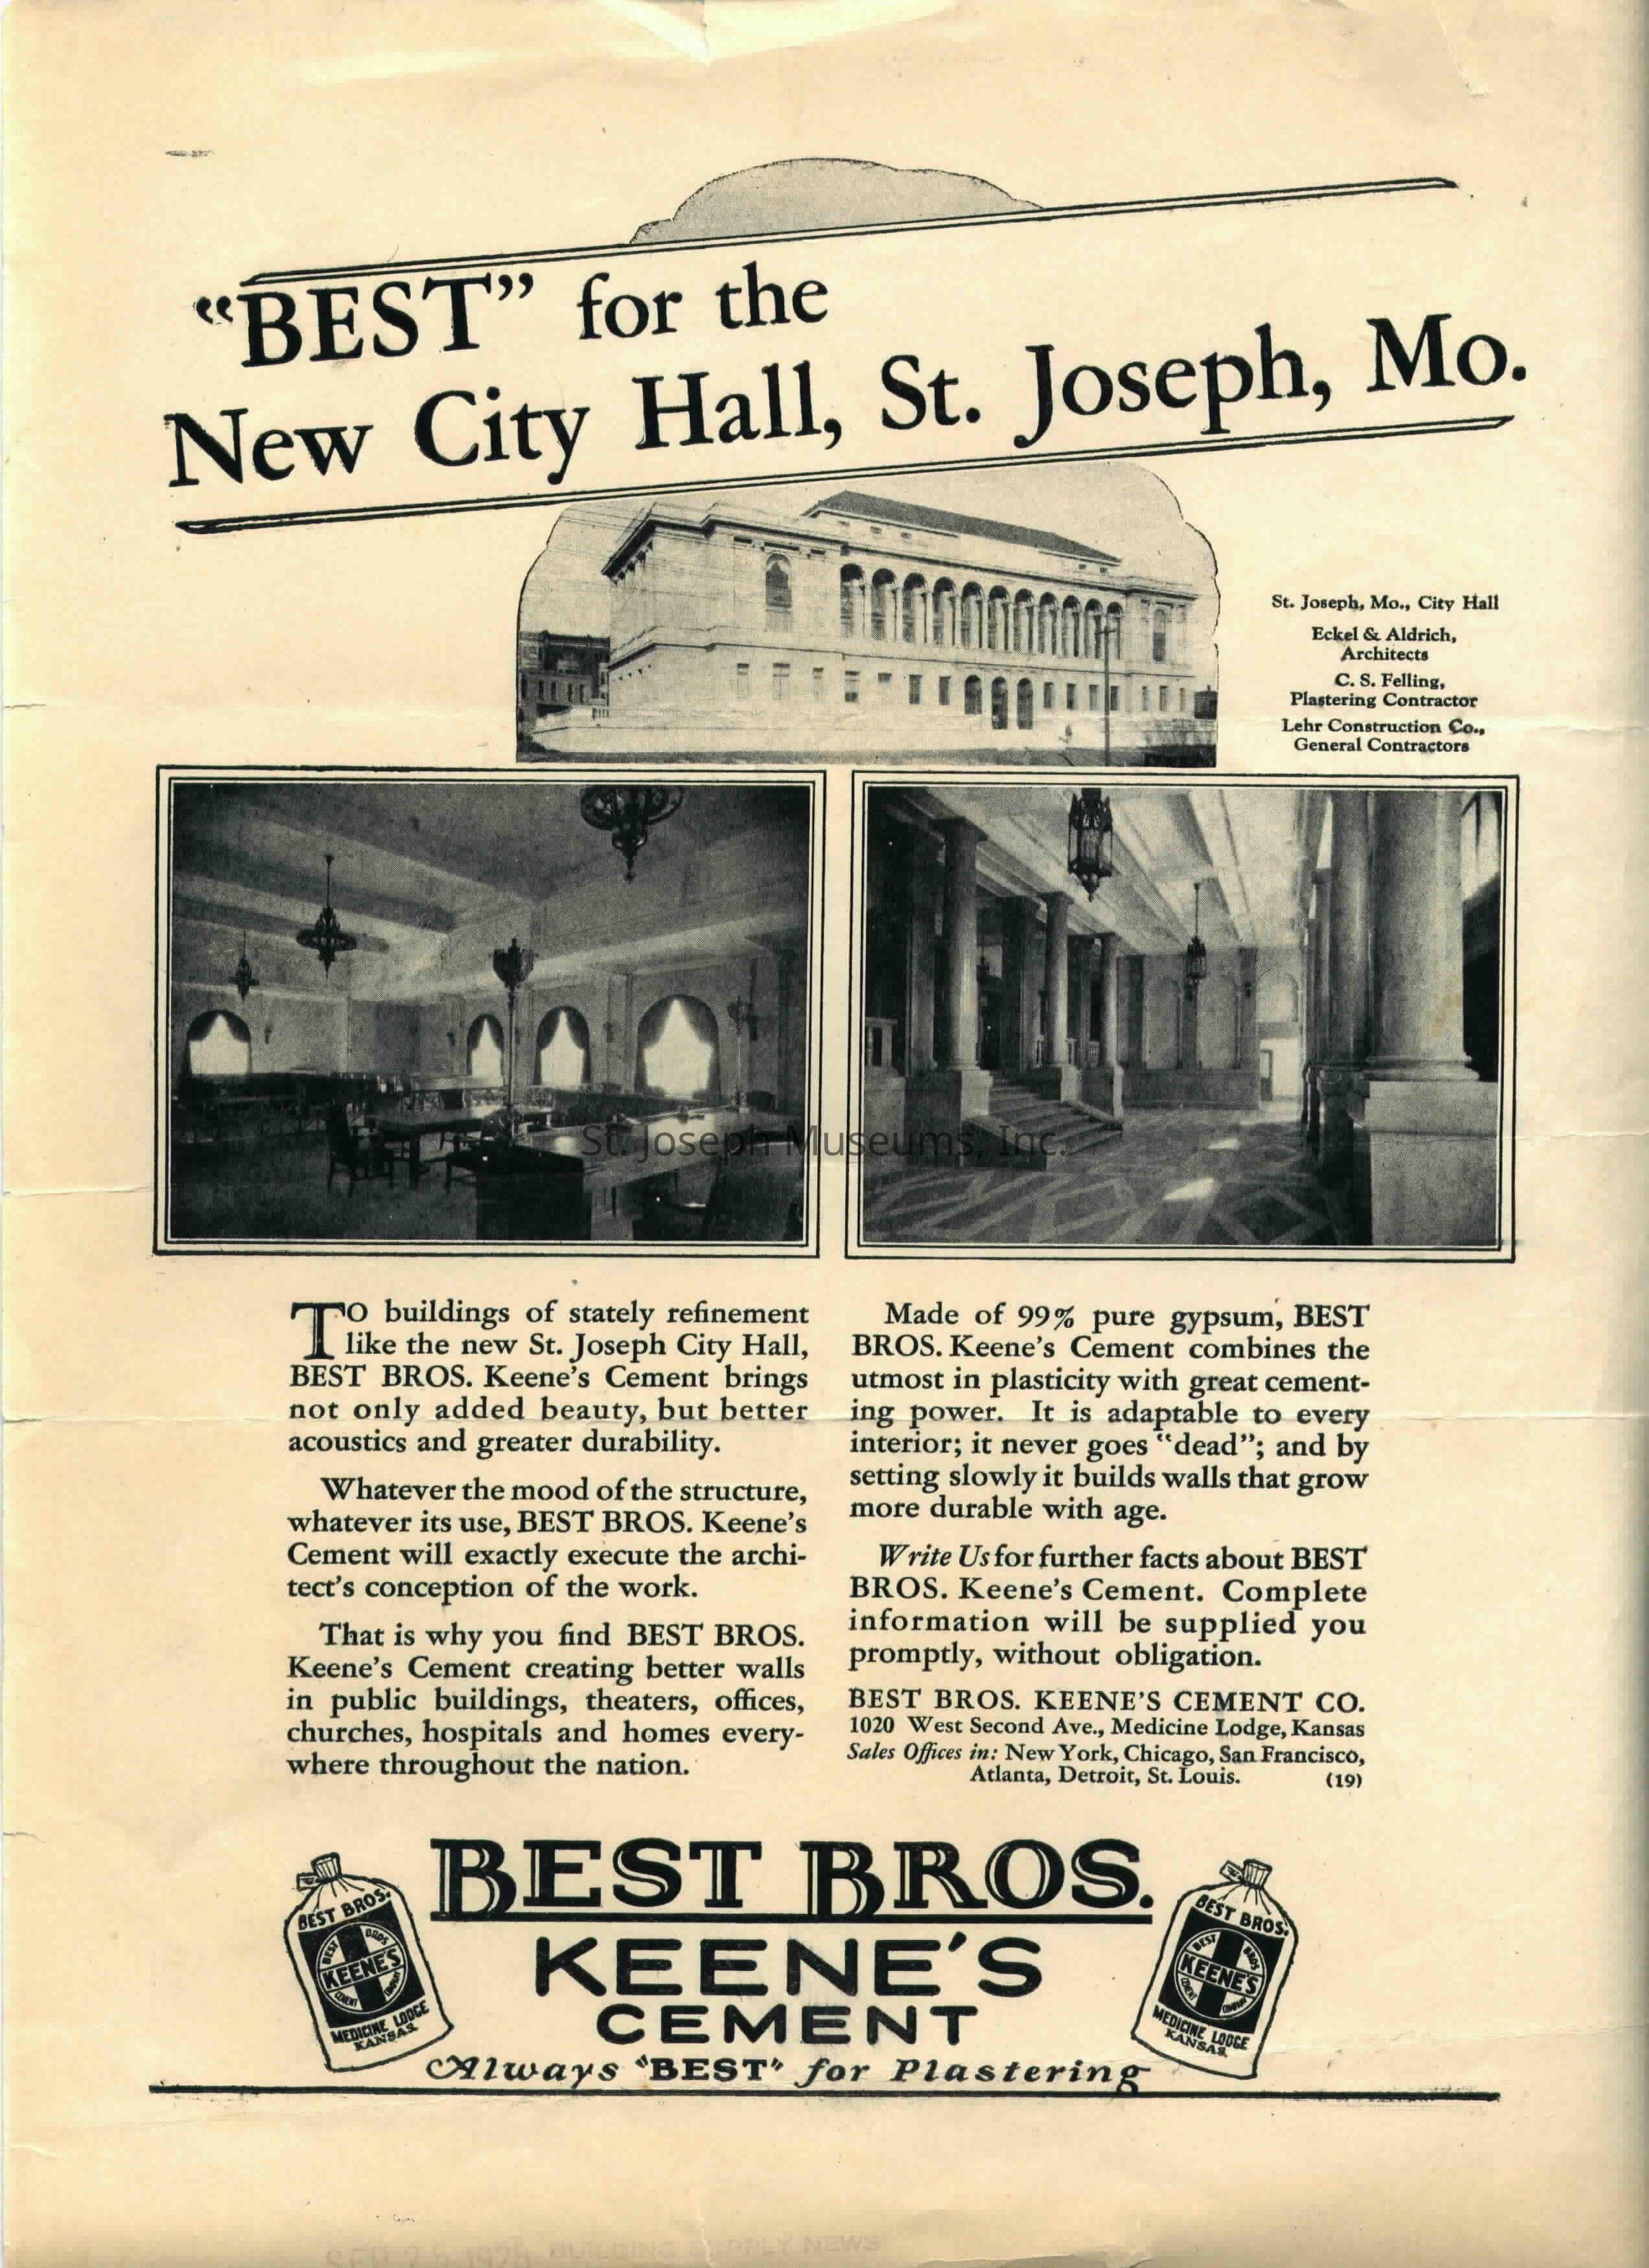 “BEST” for the
New City Hall, St. Joseph, Mo.
St. Joseph, Mo., City Hall
Eckel & Aldrich,
Architects
C. S. Felling,
Plastering Contractor
Lehr Construction Co.,
General Contractors
St. Joseph Museums, Inc.
TO buildings of stately refinement
like the new St. Joseph City Hall,
BEST BROS. Keene’s Cement brings
not only added beauty, but better
acoustics and greater durability.
Whatever the mood of the structure,
whatever its use, BEST BROS. Keene’s
Cement will exactly execute the archi-
tect’s conception of the work.
That is why you find BEST BROS.
Keene’s Cement creating better walls
in public buildings, theaters, offices,
churches, hospitals and homes every-
where throughout the nation.
Made of 99% pure gypsum, BEST
BROS. Keene’s Cement combines the
utmost in plasticity with great cement-
ing power. It is adaptable to every
interior; it never goes “dead”; and by
setting slowly it builds walls that grow
more durable with age.
Write Us for further facts about BEST
BROS. Keene’s Cement. Complete
information will be supplied you
promptly, without obligation.
BEST BROS. KEENE’S CEMENT CO.
1020 West Second Ave., Medicine Lodge, Kansas
Sales Offices in: New York, Chicago, San Francisco,
Atlanta, Detroit, St. Louis. (19)
BEST BROS.
KEENE’S
CEMENT
Always “BEST” for Plastering
BEST BROS.
BEST BROS
KEENE’S
CEMENT COMPANY
MEDICINE LODGE
KANSAS.
BEST BROS.
BEST BROS
KEENE’S
CEMENT COMPANY
MEDICINE LODGE
KANSAS.
BUILDING SUPPLY NEWS